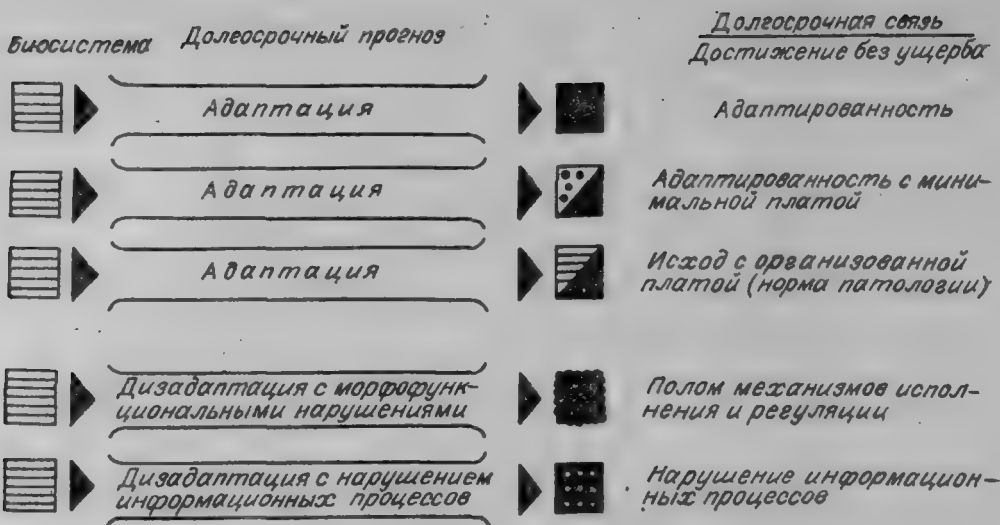 Биосистема Долгосрочный прогноз
Долгосрочная связь
Достижение без ущерба
Адаптация
Адаптированность
Адаптация
Адаптированность с мини-
мальной платой
Адаптация
Исход с организованной
платой (норма патологии)
Дизадаптация с морфофунк-
циональными нарушениями
Полом механизмов испол-
нения и регуляции
Дизадаптация с нарушением
информационных процессов
Нарушение информацион-
ных процессов